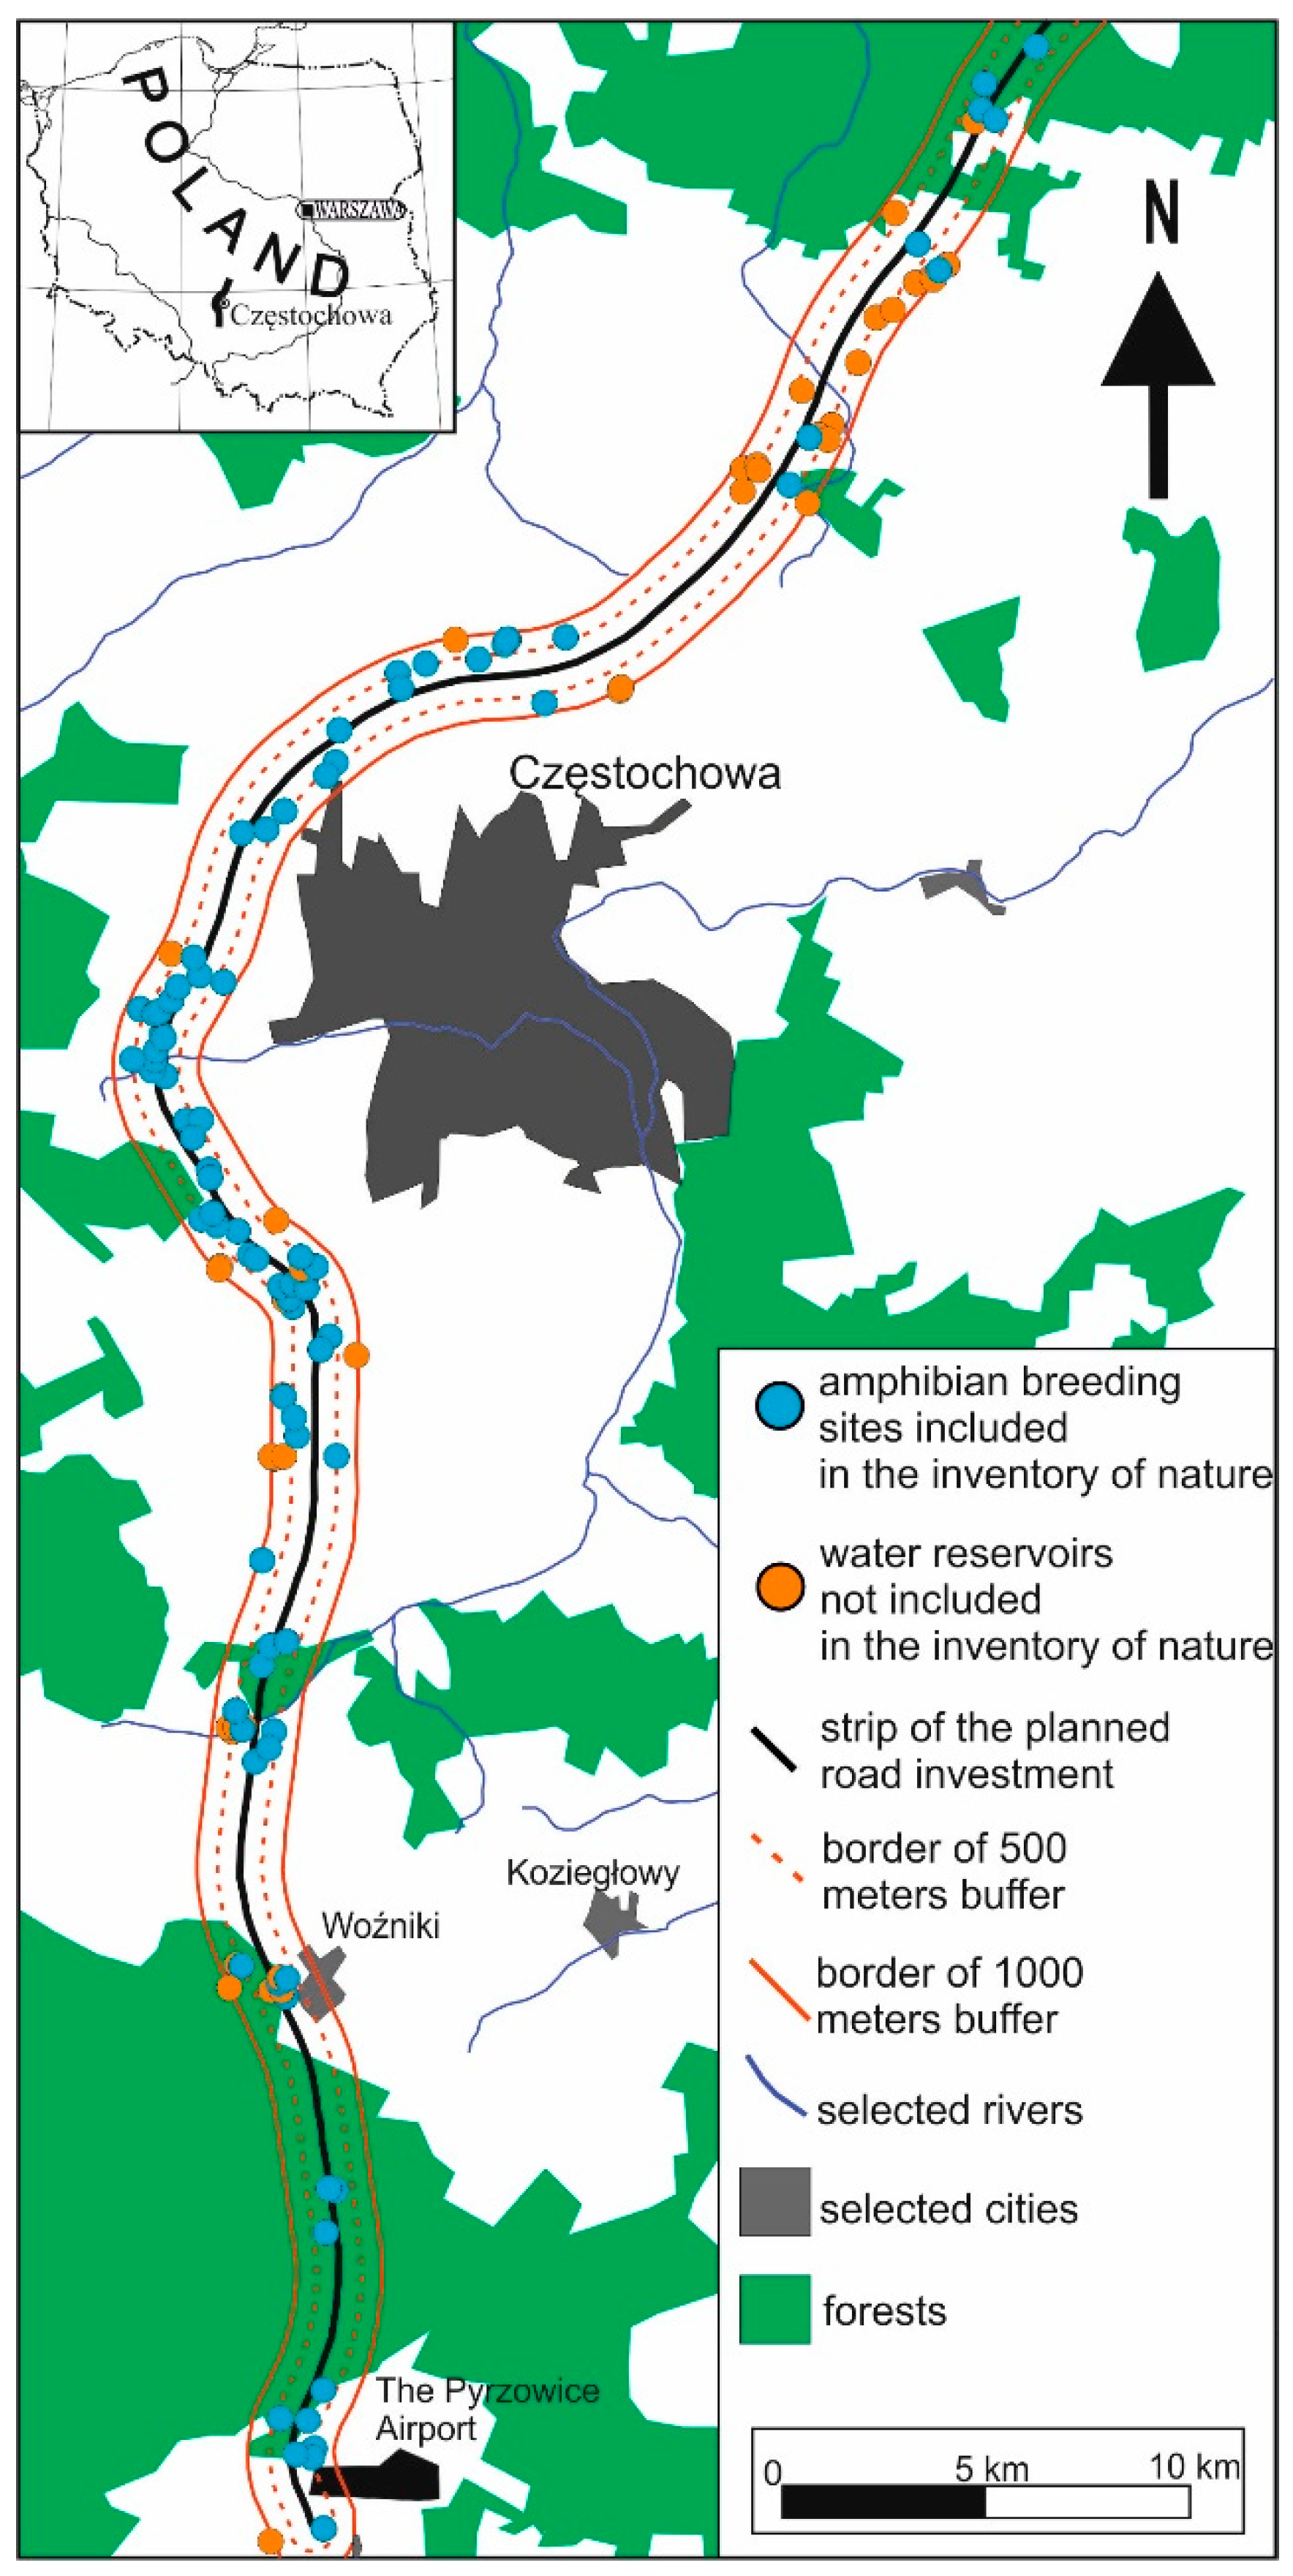 POLAND
WARSZAWA
Częstochowa
N
Częstochowa
amphibian breeding
sites included
in the inventory of nature
water reservoirs
not included
in the inventory of nature
strip of the planned
road investment
border of 500
meters buffer
Koziegłowy
Woźniki
border of 1000
meters buffer
selected rivers
selected cities
forests
The Pyrzowice
Airport
0 5 km 10 km